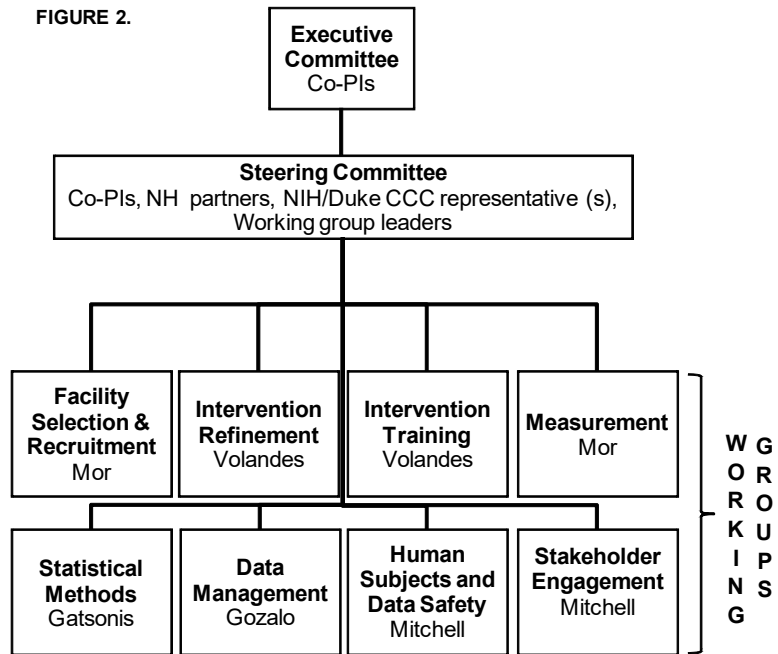 FIGURE 2.
Executive
Committee
Co-PIs
Steering Committee
Co-PIs, NH partners, NIH/Duke CCC representative (s),
Working group leaders
Facility
Selection &
Recruitment
Mor
Intervention
Refinement
Volandes
Intervention
Training
Volandes
Measurement
Mor
Statistical
Methods
Gatsonis
Data
Management
Gozalo
Human
Subjects and
Data Safety
Mitchell
Stakeholder
Engagement
Mitchell
WORKING
GROUPS